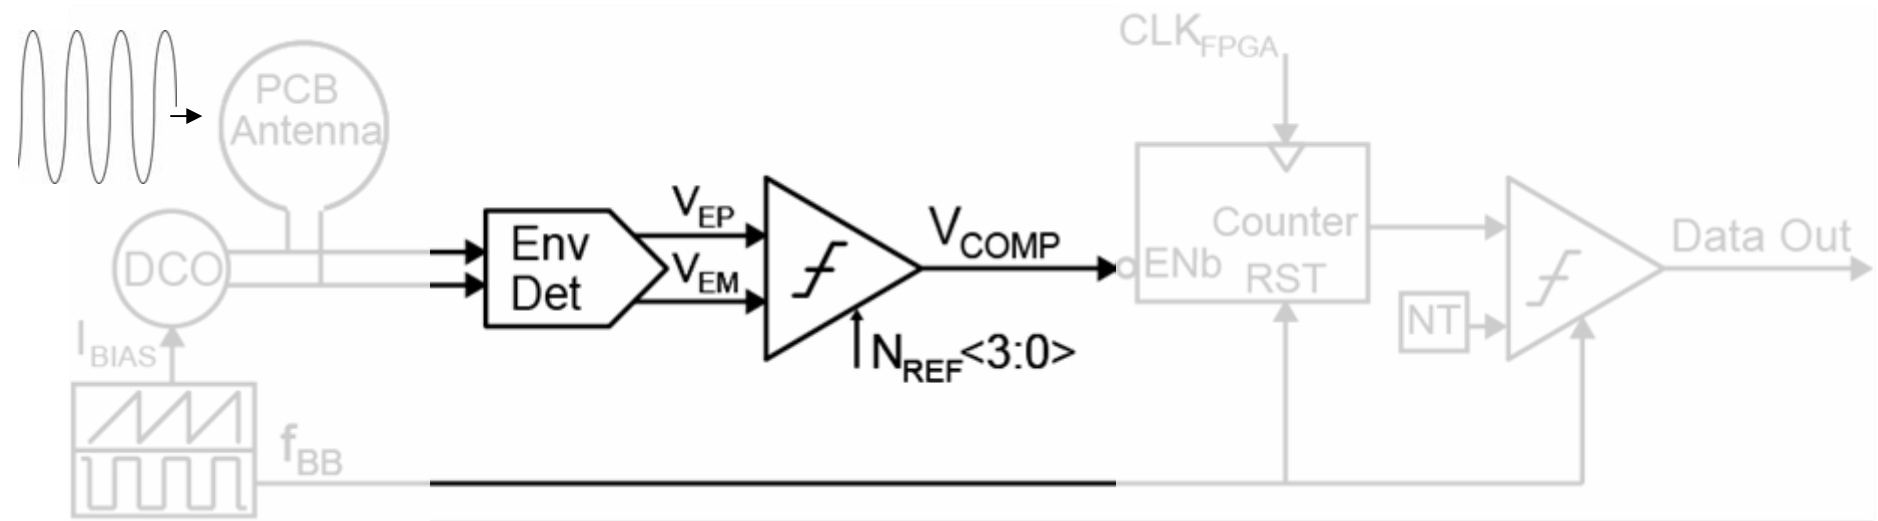 CLKFPGA
PCB
Antenna
DCO
Env
Det
VEP
VEM
VCOMP
NREF<3:0>
Counter
ENb
RST
NT
Data Out
IBIAS
fBB